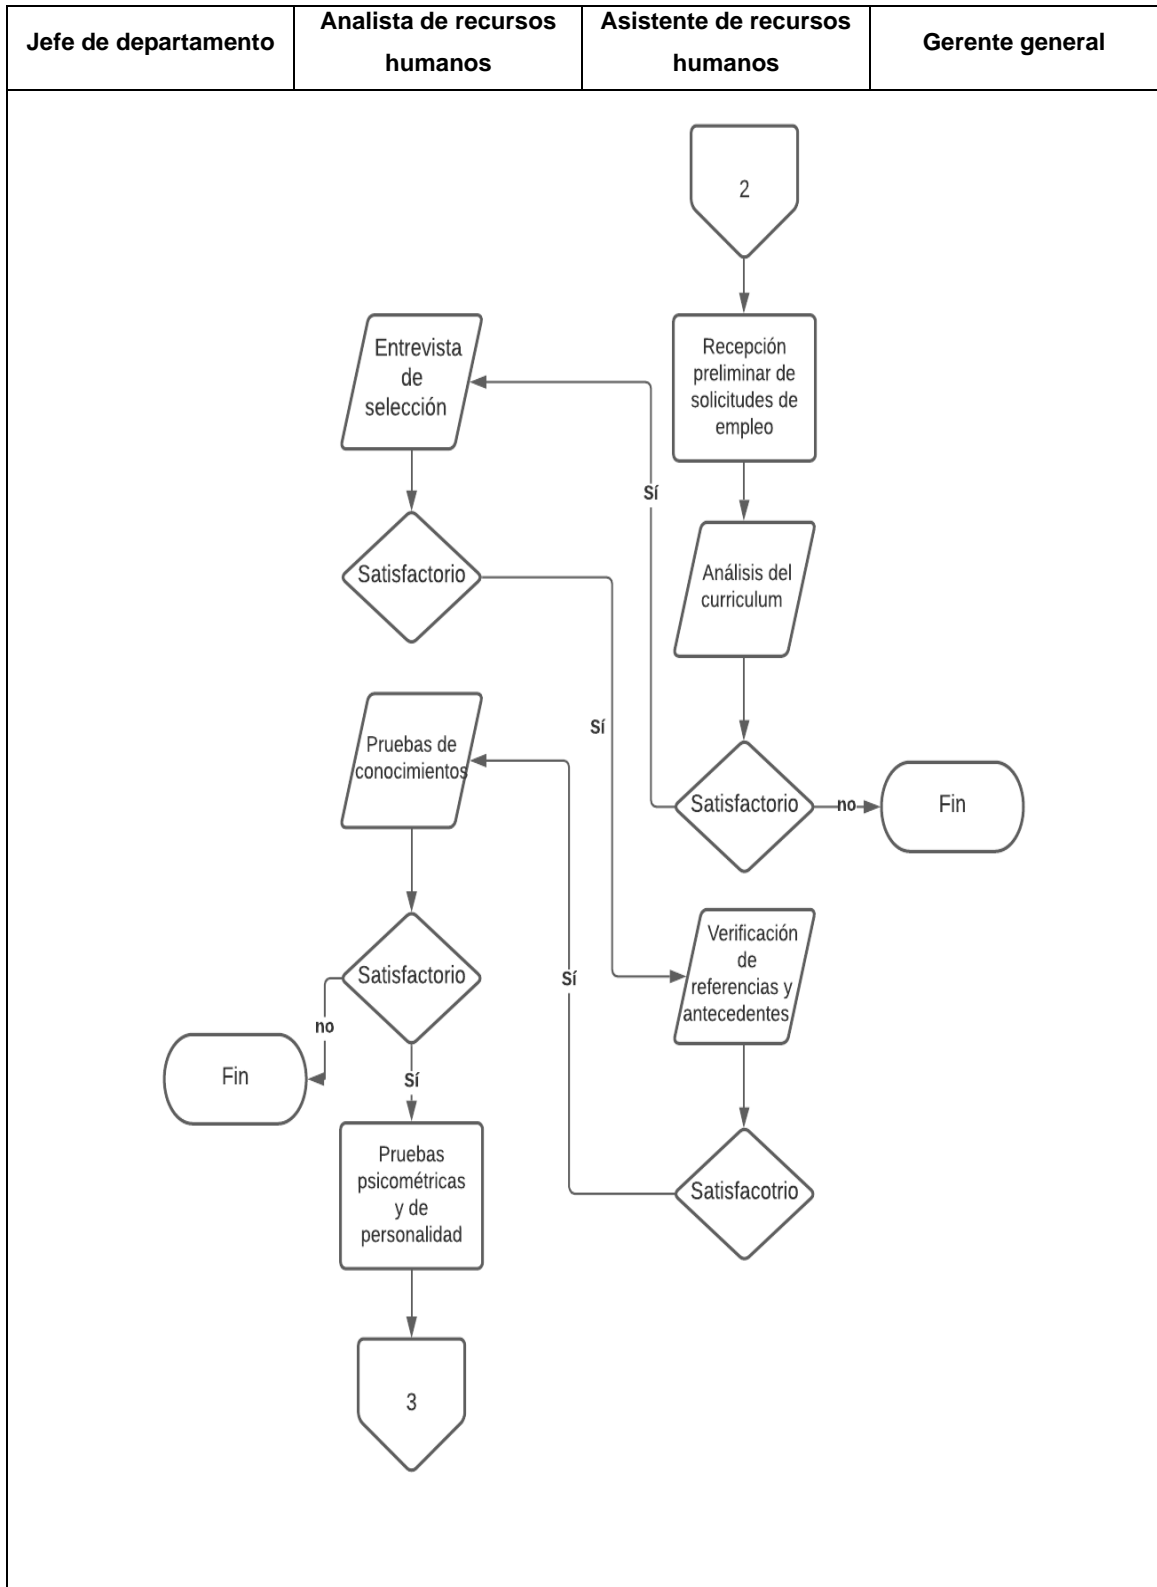 Jefe de departamento
Analista de recursos
humanos
Asistente de recursos
humanos
Gerente general
2
Recepción
preliminar de
solicitudes de
empleo
Entrevista
de
selección
Sí
Análisis del
curriculum
Satisfactorio
Sí
Pruebas de
conocimientos
Satisfactorio
no
Fin
Verificación
de
referencias y
antecedentes
Satisfactorio
Sí
no
Fin
Sí
Pruebas
psicométricas
y de
personalidad
Satisfacotrio
3